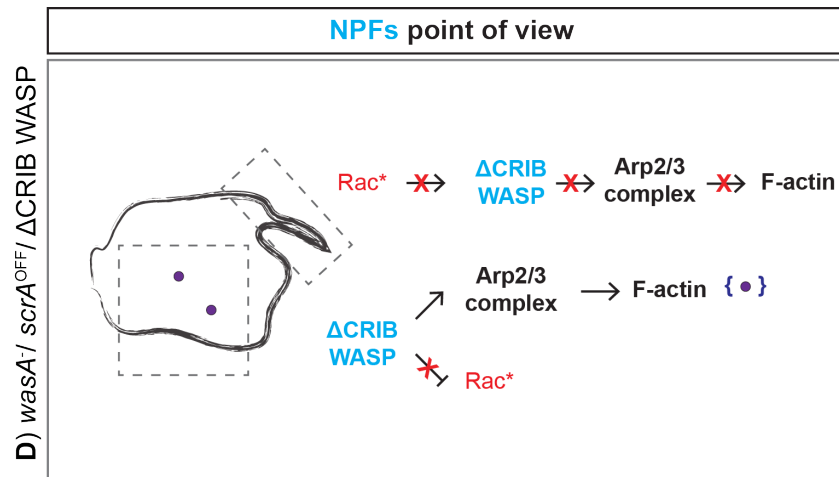 NPFs point of view
D) wasA-/ scrAOFF/ ΔCRIB WASP
Rac*
X
ΔCRIB
WASP
X
Arp2/3
complex
X
F-actin
ΔCRIB
WASP
Arp2/3
complex
F-actin
{•}
X
Rac*